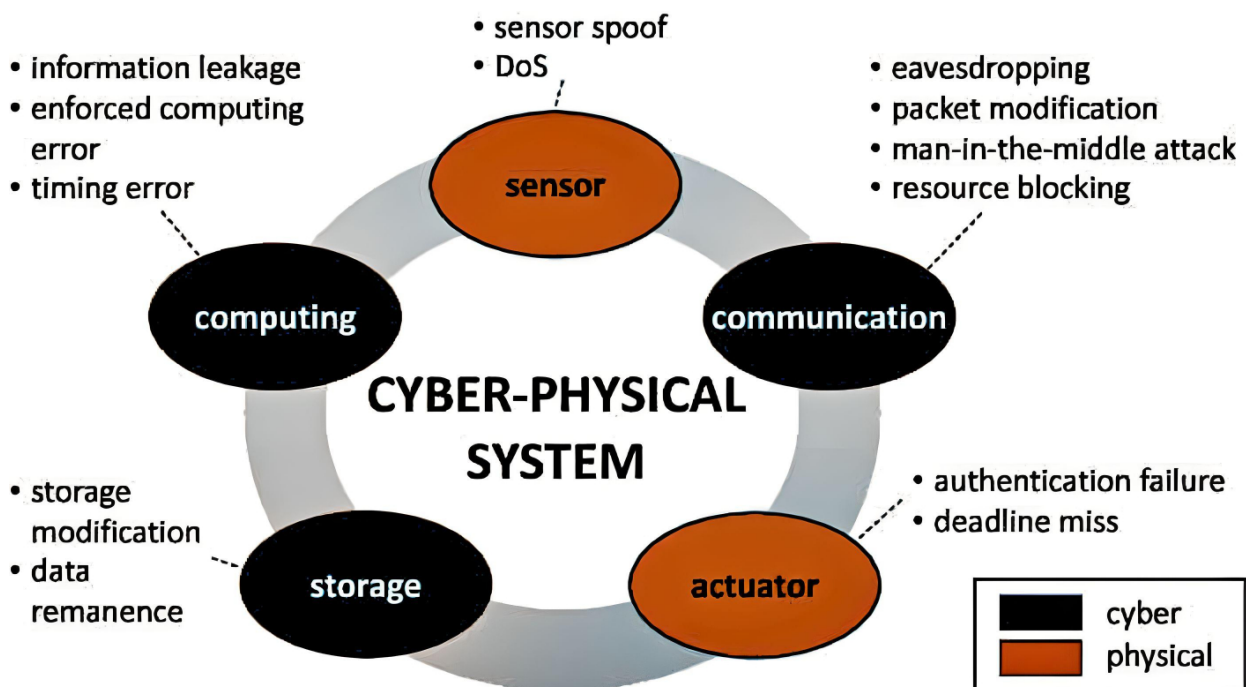 • sensor spoof
• DoS
• information leakage
• enforced computing
error
• timing error
• eavesdropping
• packet modification
• man-in-the-middle attack
• resource blocking
sensor
computing
communication
CYBER-PHYSICAL
SYSTEM
• storage
modification
• data
remanence
• authentication failure
• deadline miss
storage
actuator
cyber
physical